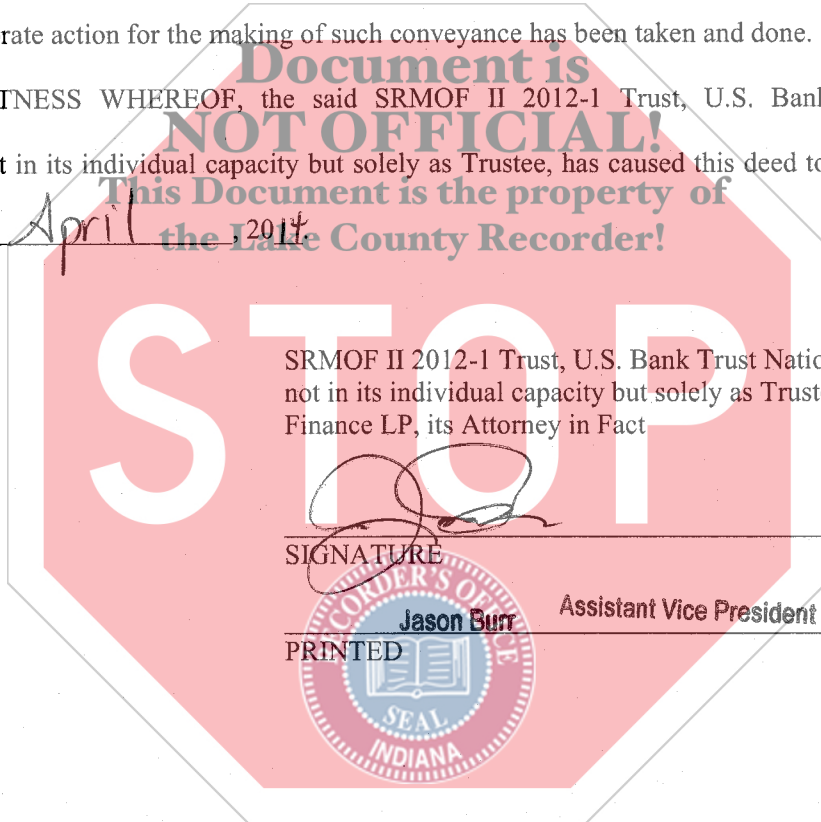 rate action for the making of such conveyance has been taken and done.
Document is
TNESS WHEREOF, the said SRMOF II 2012-1 Trust, U.S. Bank
NOT OFFICIAL!
t in its individual capacity but solely as Trustee, has caused this deed to
This Document is the property of
April , 2014.
the Lake County Recorder!
STOP
SRMOF II 2012-1 Trust, U.S. Bank Trust Natio
not in its individual capacity but solely as Trust
Finance LP, its Attorney in Fact
SIGNATURE
RECORDER'S OFFICE
Jason Burr Assistant Vice President
PRINTED
SEAL
INDIANA